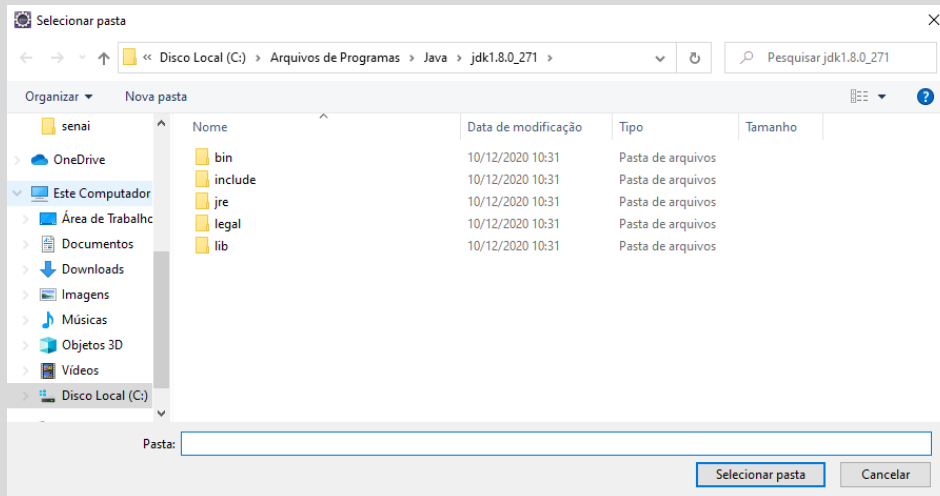 Selecionar pasta
« Disco Local (C:) › Arquivos de Programas › Java › jdk1.8.0_271 ›
Pesquisar jdk1.8.0_271
Organizar
Nova pasta
senai
OneDrive
Este Computador
Área de Trabalho
Documentos
Downloads
Imagens
Músicas
Objetos 3D
Vídeos
Disco Local (C:)
Nome Data de modificação Tipo Tamanho
bin 10/12/2020 10:31 Pasta de arquivos
include 10/12/2020 10:31 Pasta de arquivos
jre 10/12/2020 10:31 Pasta de arquivos
legal 10/12/2020 10:31 Pasta de arquivos
lib 10/12/2020 10:31 Pasta de arquivos
Pasta:
Selecionar pasta
Cancelar